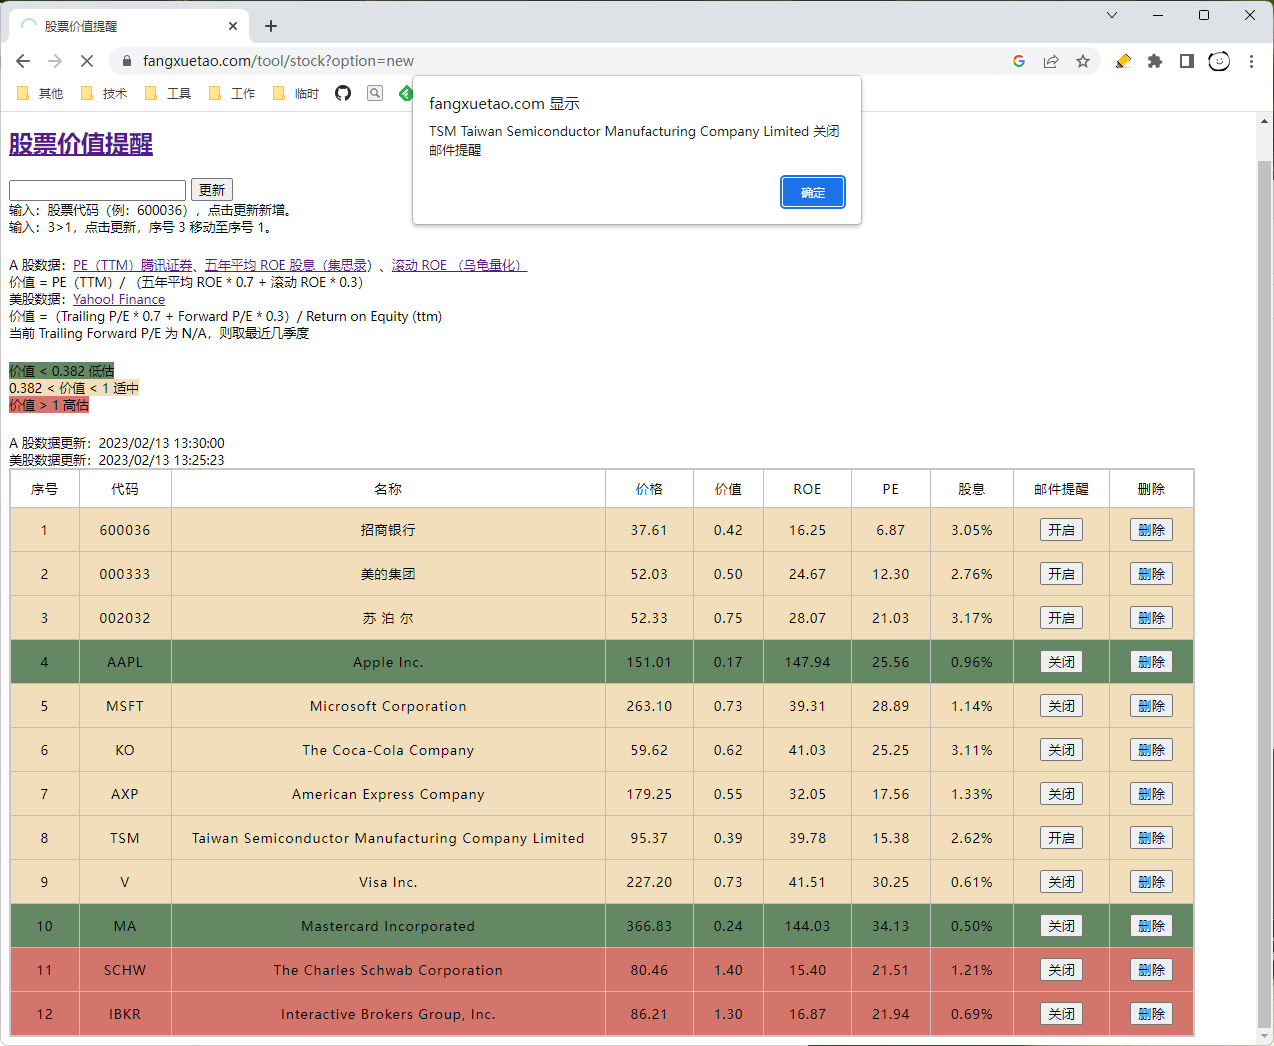 股票价值提醒
fangxuetao.com/tool/stock?option=new
其他 技术 工具 工作 临时
fangxuetao.com 显示
TSM Taiwan Semiconductor Manufacturing Company Limited 关闭
邮件提醒
确定
股票价值提醒
更新
输入：股票代码（例：600036），点击更新新增。
输入：3>1，点击更新，序号 3 移动至序号 1。
A 股数据：PE（TTM）腾讯证券、五年平均 ROE 股息（集思录）、滚动 ROE （乌龟量化）
价值 = PE（TTM）/ （五年平均 ROE * 0.7 + 滚动 ROE * 0.3）
美股数据：Yahoo! Finance
价值 =（Trailing P/E * 0.7 + Forward P/E * 0.3）/ Return on Equity (ttm)
当前 Trailing Forward P/E 为 N/A，则取最近几季度
价值 < 0.382 低估
0.382 < 价值 < 1 适中
价值 > 1 高估
A 股数据更新：2023/02/13 13:30:00
美股数据更新：2023/02/13 13:25:23
序号 代码 名称 价格 价值 ROE PE 股息 邮件提醒 删除
1 600036 招商银行 37.61 0.42 16.25 6.87 3.05% 开启 删除
2 000333 美的集团 52.03 0.50 24.67 12.30 2.76% 开启 删除
3 002032 苏 泊 尔 52.33 0.75 28.07 21.03 3.17% 开启 删除
4 AAPL Apple Inc. 151.01 0.17 147.94 25.56 0.96% 关闭 删除
5 MSFT Microsoft Corporation 263.10 0.73 39.31 28.89 1.14% 关闭 删除
6 KO The Coca-Cola Company 59.62 0.62 41.03 25.25 3.11% 关闭 删除
7 AXP American Express Company 179.25 0.55 32.05 17.56 1.33% 关闭 删除
8 TSM Taiwan Semiconductor Manufacturing Company Limited 95.37 0.39 39.78 15.38 2.62% 开启 删除
9 V Visa Inc. 227.20 0.73 41.51 30.25 0.61% 关闭 删除
10 MA Mastercard Incorporated 366.83 0.24 144.03 34.13 0.50% 关闭 删除
11 SCHW The Charles Schwab Corporation 80.46 1.40 15.40 21.51 1.21% 关闭 删除
12 IBKR Interactive Brokers Group, Inc. 86.21 1.30 16.87 21.94 0.69% 关闭 删除